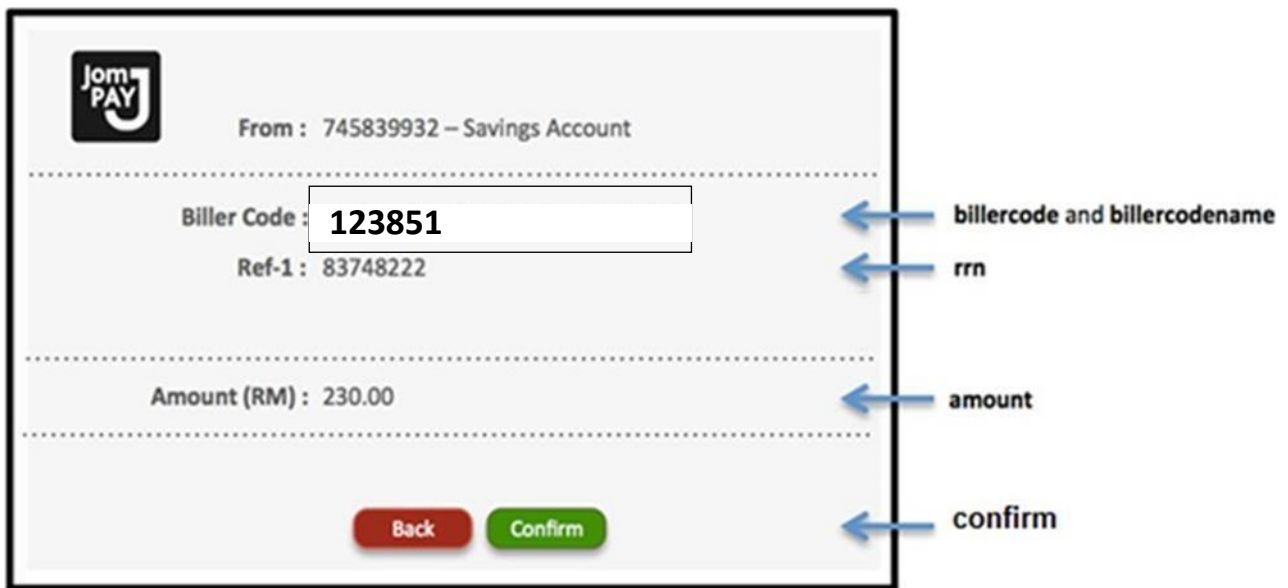 Jom
PAY
From : 745839932 – Savings Account
Biller Code : 123851
billercode and billercodename
Ref-1 : 83748222
rrn
Amount (RM) : 230.00
amount
Back Confirm
confirm